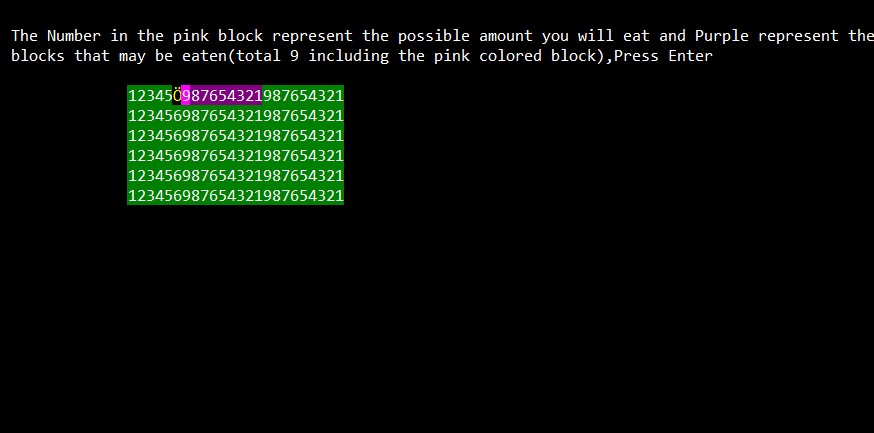 The Number in the pink block represent the possible amount you will eat and Purple represent the
blocks that may be eaten(total 9 including the pink colored block),Press Enter
12345Ö987654321987654321
123456987654321987654321
123456987654321987654321
123456987654321987654321
123456987654321987654321
123456987654321987654321